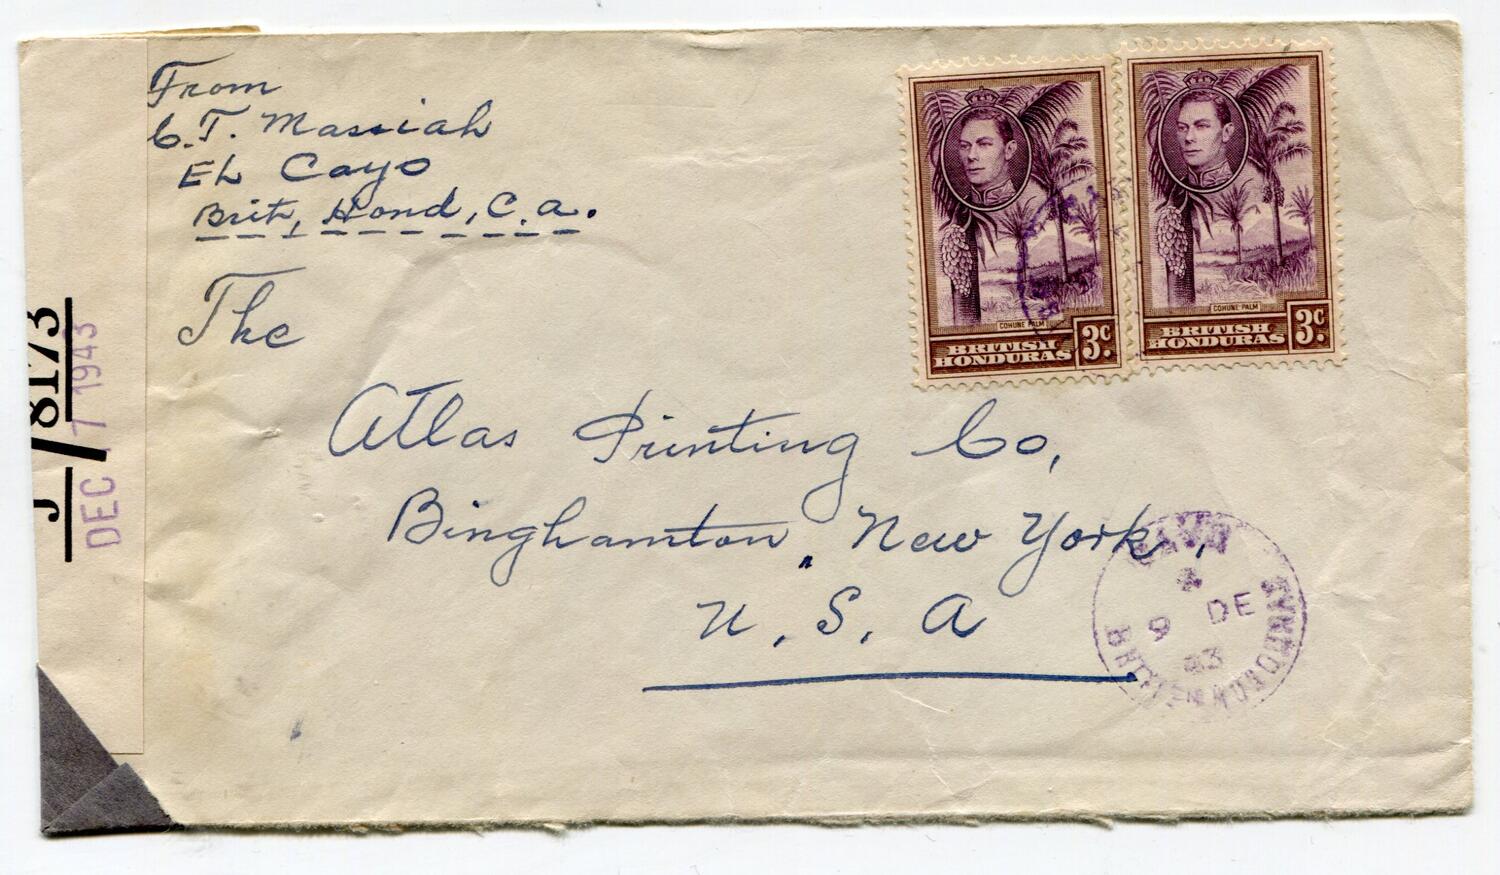 From
C.T. Massiah
El Cayo
Brit, Hond, C.A.
The
Atlas Printing Co,
Binghamton, New York,
U.S.A
COHUNE PALM
BRITISH
HONDURAS
3c.
COHUNE PALM
BRITISH
HONDURAS
3c.
CAYO
9 DE
43
BRITISH HONDURAS
J/8173
DEC 7 1943